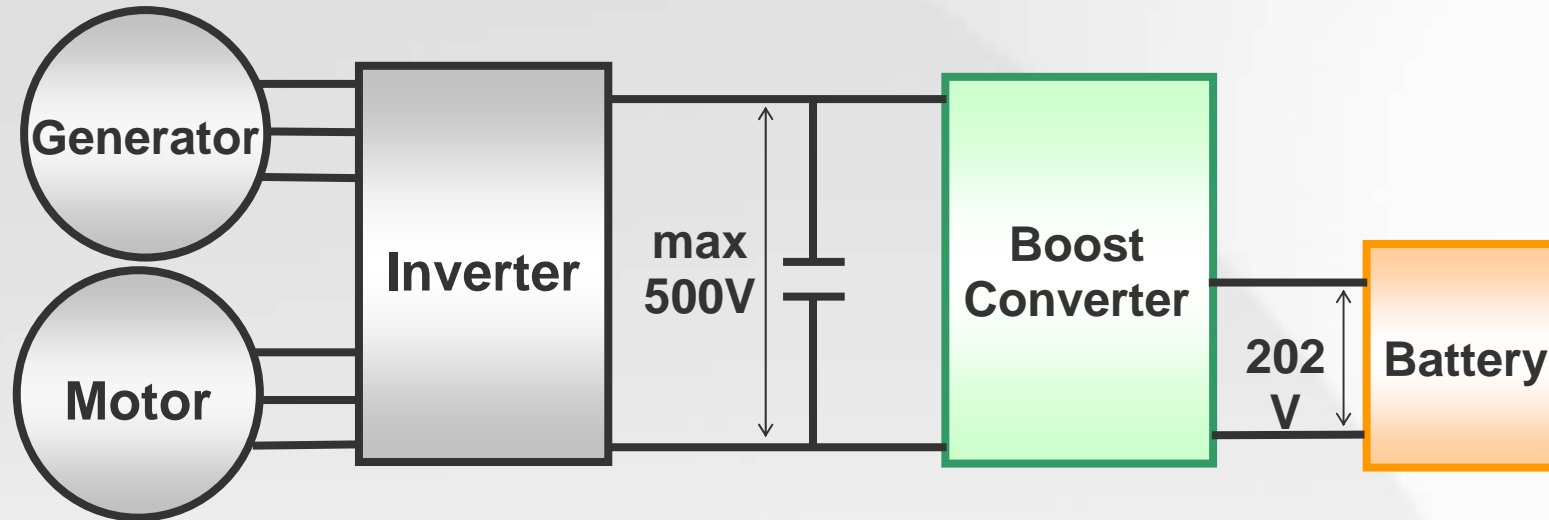 Generator
Motor
Inverter
max
500V
Boost
Converter
202
V
Battery